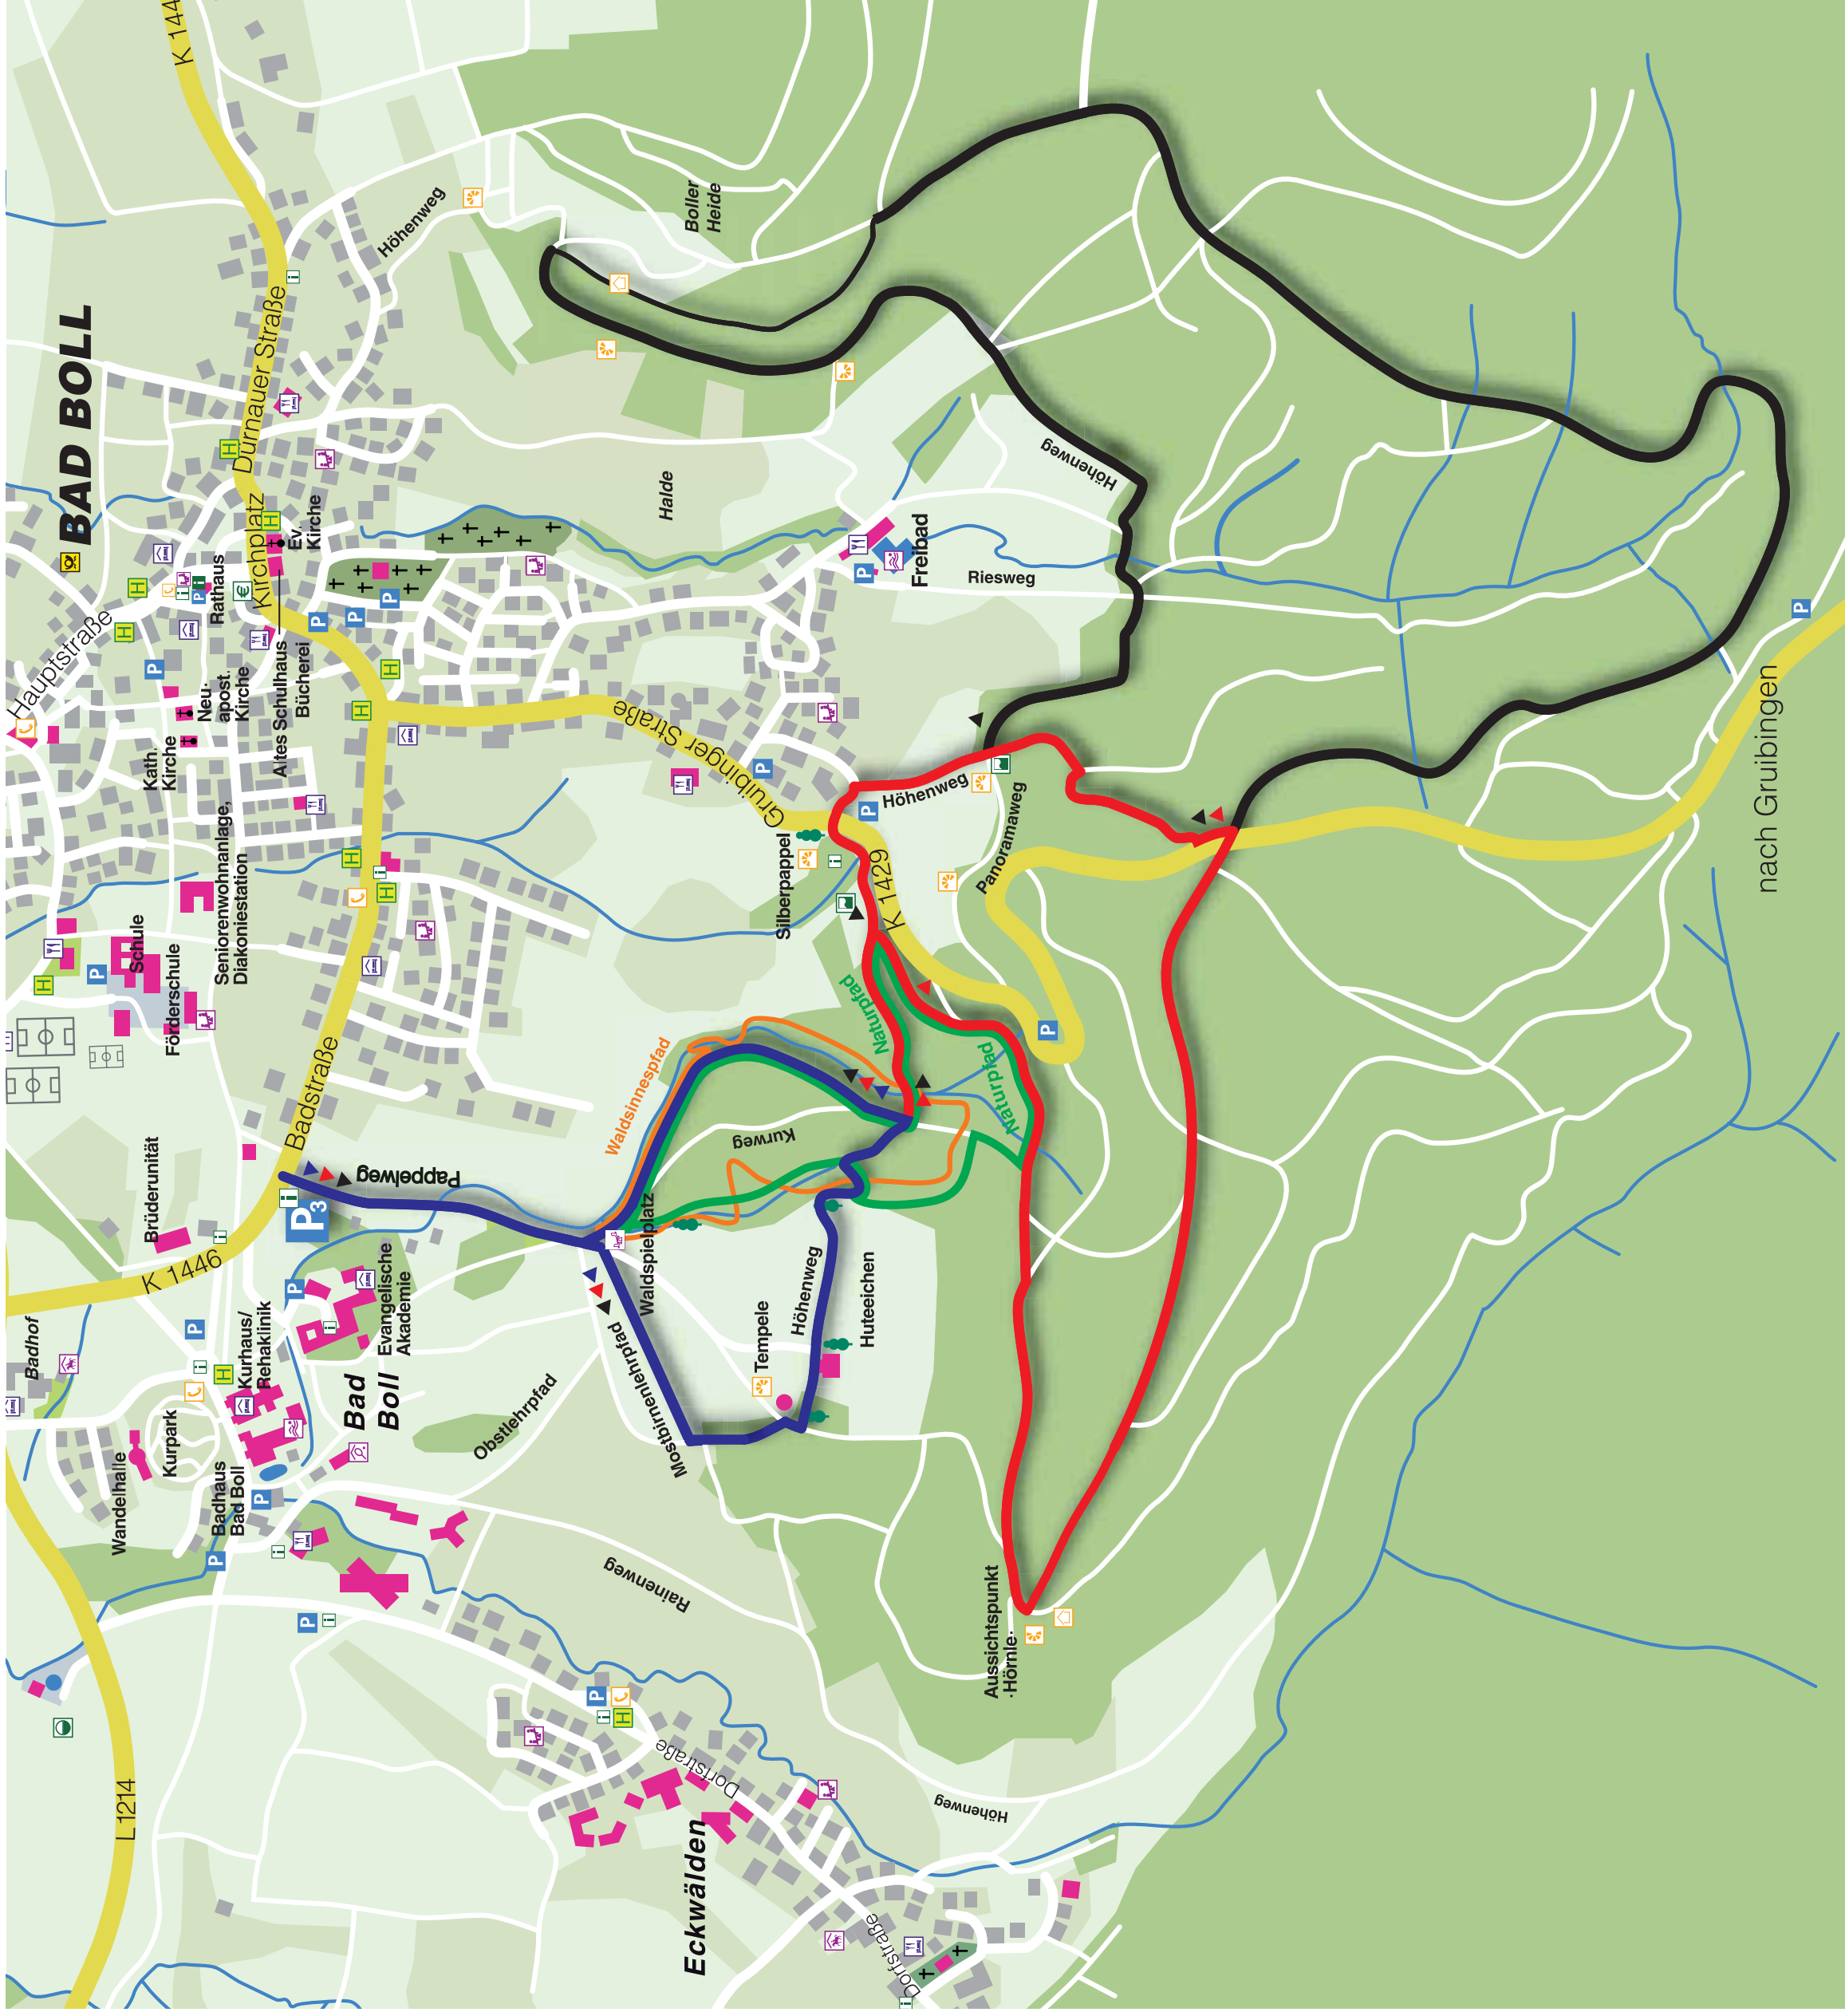 BAD BOLL
K 144
Höhenweg
Boller
Heide
Dürnauer Straße
Kirchplatz
Ev.
Kirche
Rathaus
Hauptstraße
Neu-
apost.
Kirche
Kath.
Kirche
Altes Schulhaus
Bücherei
Halde
Freibad
Riesweg
Höhenweg
Gruibinger Straße
Seniorenwohnanlage,
Diakoniestation
Schule
Förderschule
Silberpappel
K 1429
Höhenweg
Panoramaweg
nach Gruibingen
Naturpfad
Naturpfad
Waldsinnespfad
Kurweg
Badstraße
Pappelweg
P3
Brüderunität
K 1446
Waldspielplatz
Evangelische
Akademie
Badhof
Kurhaus/
Rehaklinik
Bad
Boll
Kurpark
Wandelhalle
Badhaus
Bad Boll
Obstlehrpfad
Mostbirnenlehrpfad
Tempele
Höhenweg
Huteeichen
Rainenweg
Aussichtspunkt
·Hörnle·
L 1214
Dorfstraße
Eckwälden
Höhenweg
Dorfstraße